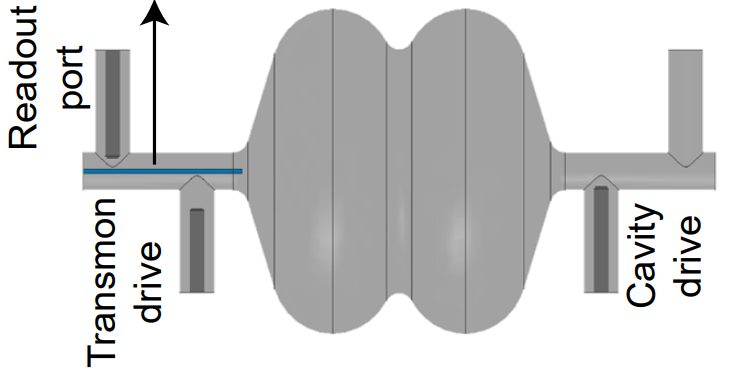 Readout
port
Transmon
drive
Cavity
drive